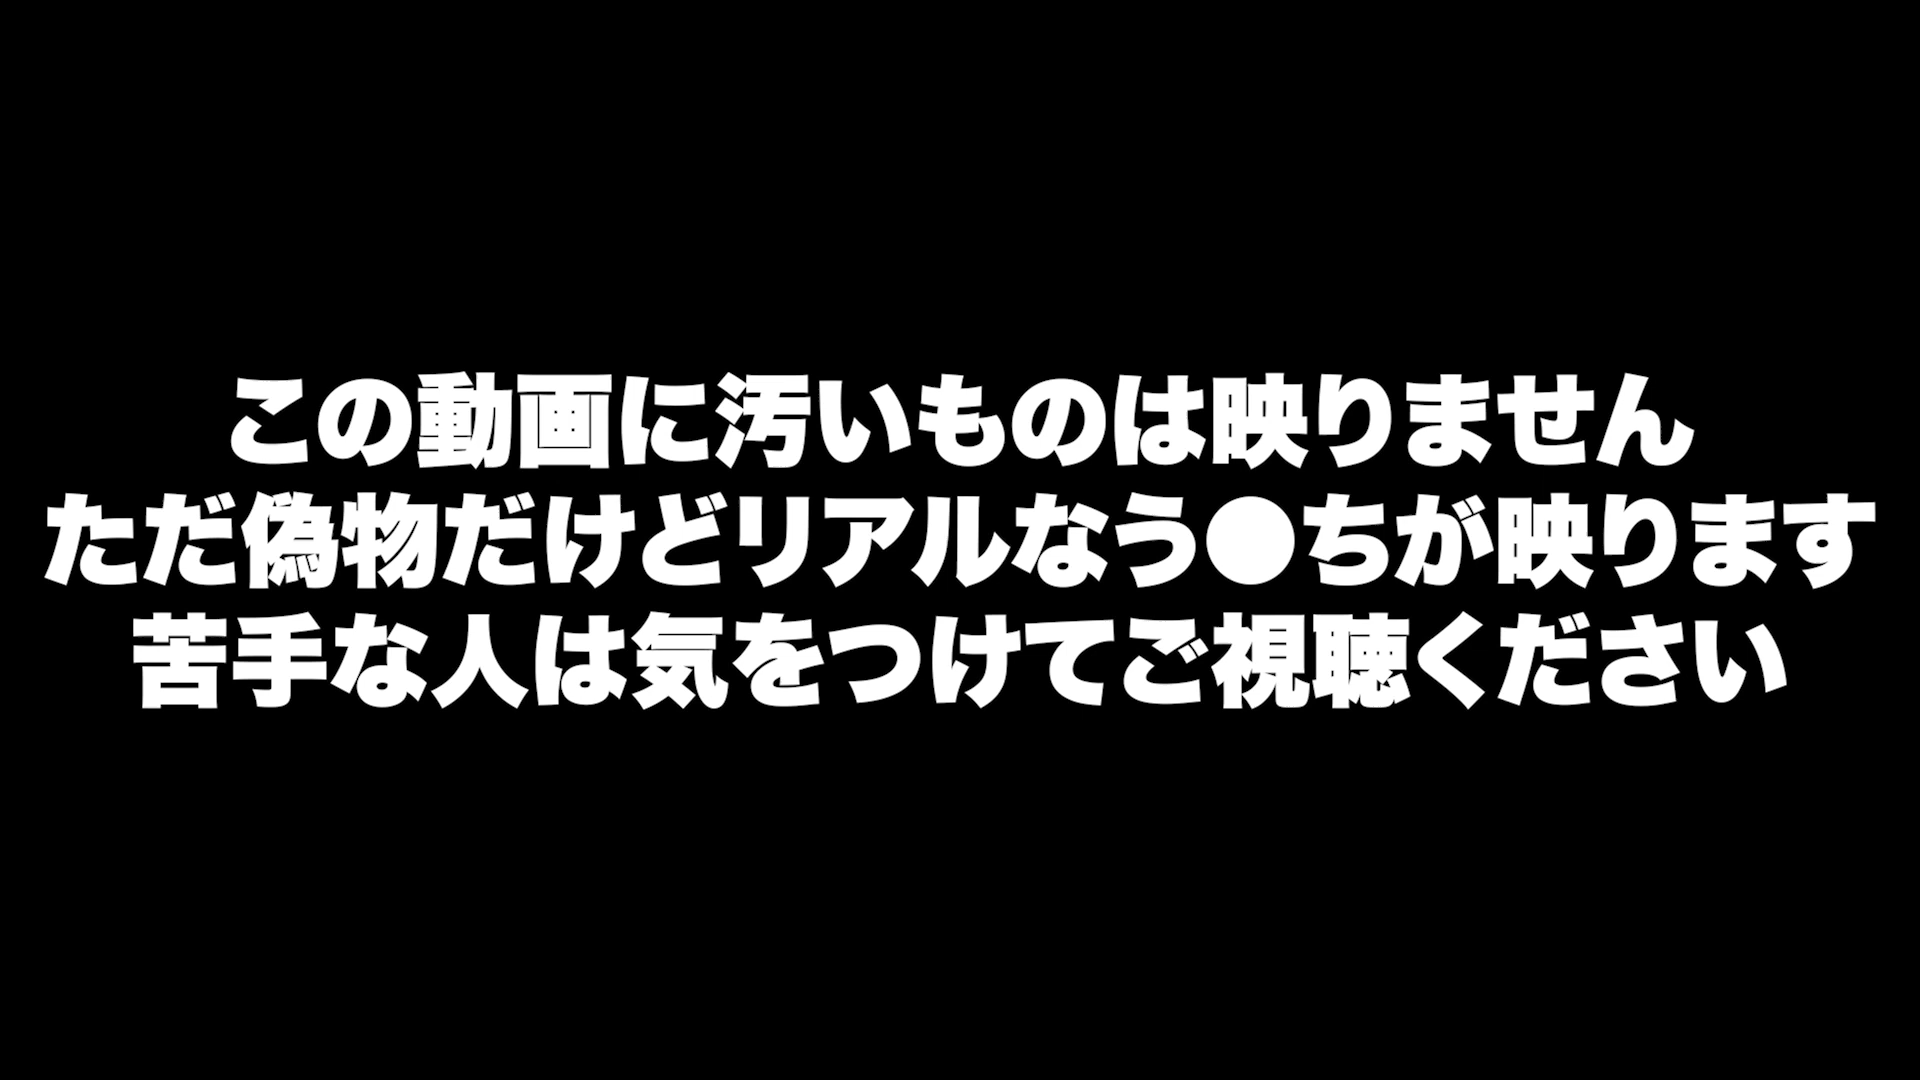 この動画に汚いものは映りません
ただ偽物だけどリアルなう●ちが映ります
苦手な人は気をつけてご視聴ください